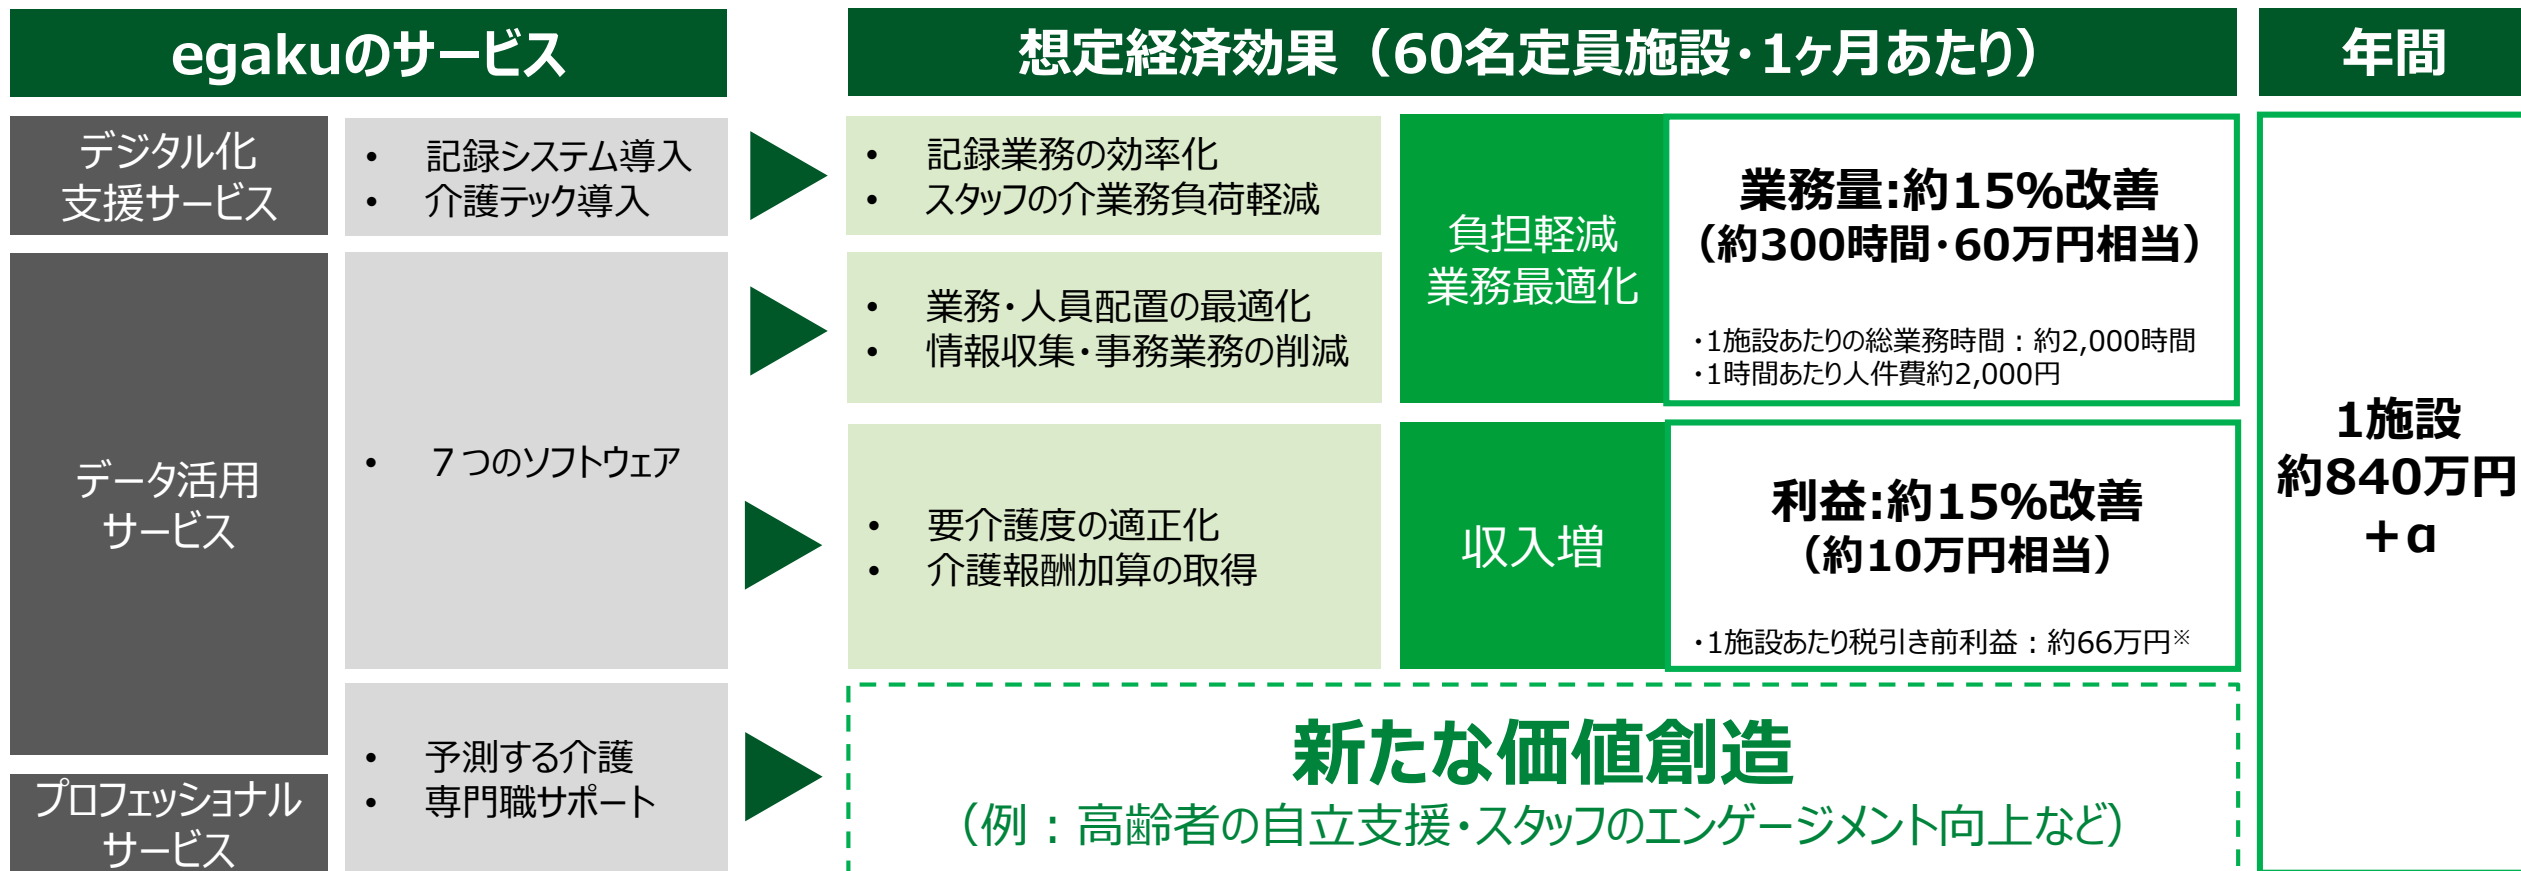 egakuのサービス
想定経済効果（60名定員施設・1ヶ月あたり）
年間
デジタル化
支援サービス
• 記録システム導入
• 介護テック導入
• 記録業務の効率化
• スタッフの介業務負荷軽減
データ活用
サービス
• ７つのソフトウェア
• 業務・人員配置の最適化
• 情報収集・事務業務の削減
負担軽減
業務最適化
業務量:約15%改善
（約300時間・60万円相当）
・1施設あたりの総業務時間：約2,000時間
・1時間あたり人件費約2,000円
• 要介護度の適正化
• 介護報酬加算の取得
収入増
利益:約15%改善
（約10万円相当）
・1施設あたり税引き前利益：約66万円※
1施設
約840万円
＋α
プロフェッショナル
サービス
• 予測する介護
• 専門職サポート
新たな価値創造
（例：高齢者の自立支援・スタッフのエンゲージメント向上など）